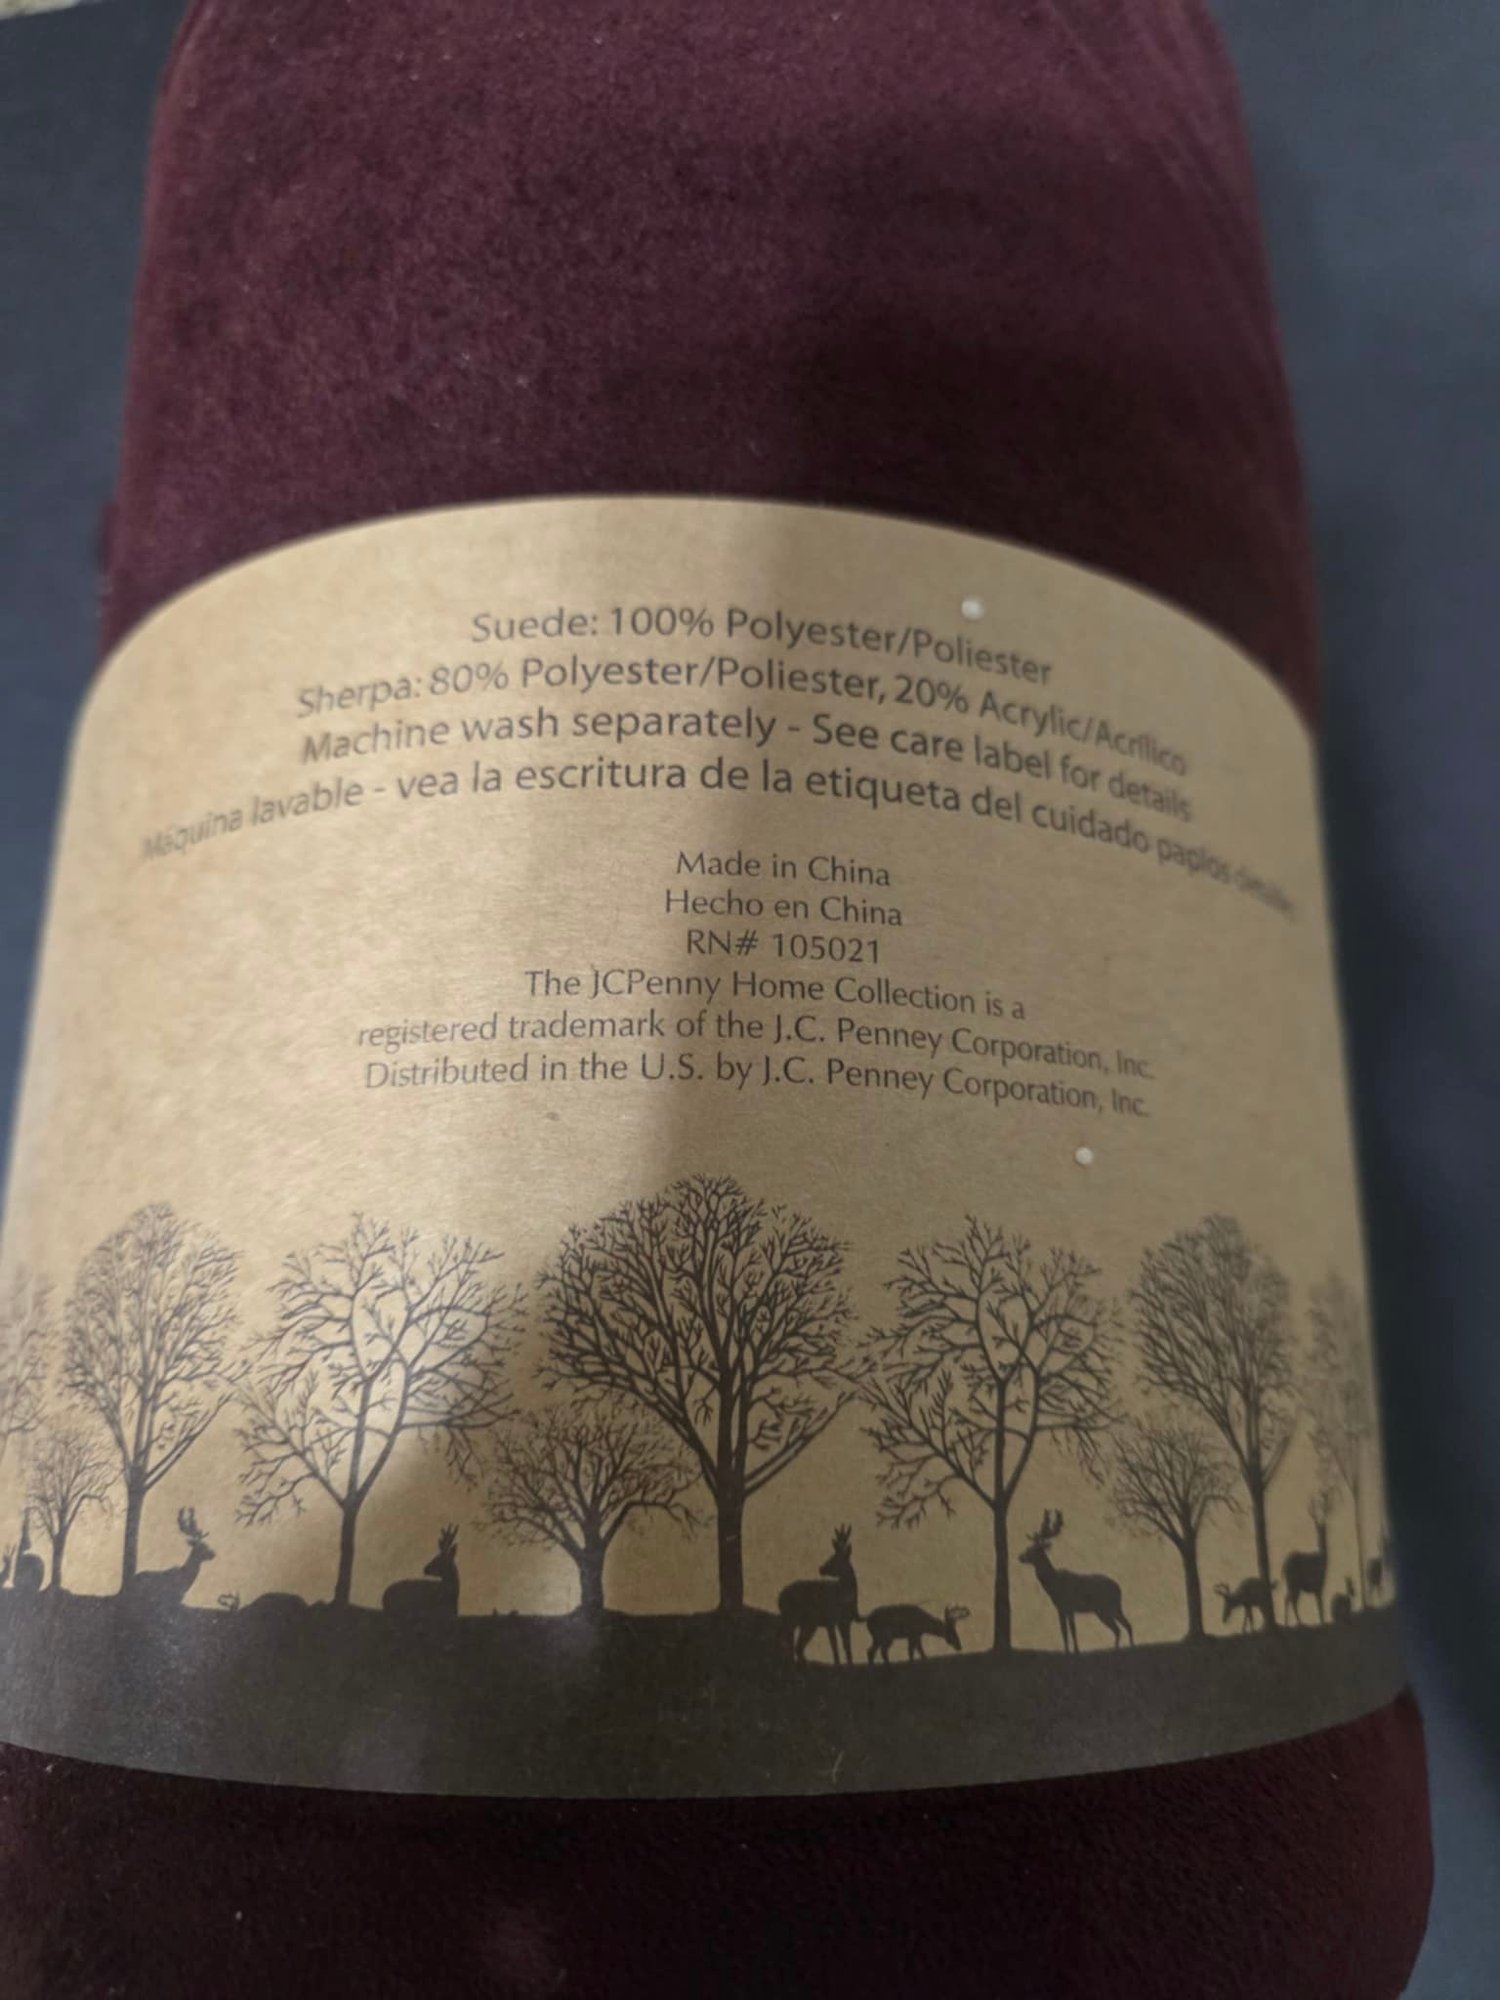 Suede: 100% Polyester/Poliester
Sherpa: 80% Polyester/Poliester, 20% Acrylic/Acrílico
Machine wash separately - See care label for details
Máquina lavable - vea la escritura de la etiqueta del cuidado
Made in China
Hecho en China
RN# 105021
The JCPenny Home Collection is a
registered trademark of the J.C. Penney Corporation, Inc.
Distributed in the U.S. by J.C. Penney Corporation, Inc.